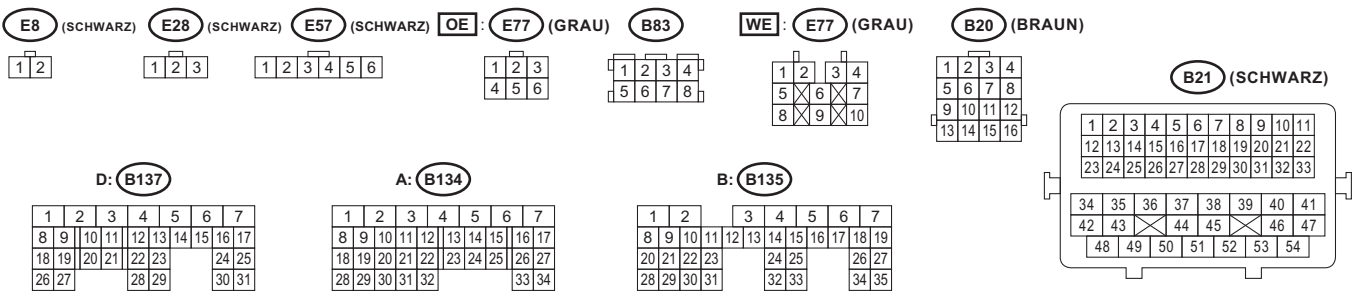 E8 (SCHWARZ) E28 (SCHWARZ) E57 (SCHWARZ) OE : E77 (GRAU) B83 WE : E77 (GRAU) B20 (BRAUN)
1 2
1 2 3
1 2 3 4 5 6
1 2 3
4 5 6
1 2 3 4
5 6 7 8
1 2 3 4
5 6 7
8 9 10
1 2 3 4
5 6 7 8
9 10 11 12
13 14 15 16
B21 (SCHWARZ)
1 2 3 4 5 6 7 8 9 10 11
12 13 14 15 16 17 18 19 20 21 22
23 24 25 26 27 28 29 30 31 32 33
34 35 36 37 38 39 40 41
42 43 44 45 46 47
48 49 50 51 52 53 54
D: B137
1 2 3 4 5 6 7
8 9 10 11 12 13 14 15 16 17
18 19 20 21 22 23 24 25
26 27 28 29 30 31
A: B134
1 2 3 4 5 6 7
8 9 10 11 12 13 14 15 16 17
18 19 20 21 22 23 24 25 26 27
28 29 30 31 32 33 34
B: B135
1 2 3 4 5 6 7
8 9 10 11 12 13 14 15 16 17 18 19
20 21 22 23 24 25 26 27
28 29 30 31 32 33 34 35